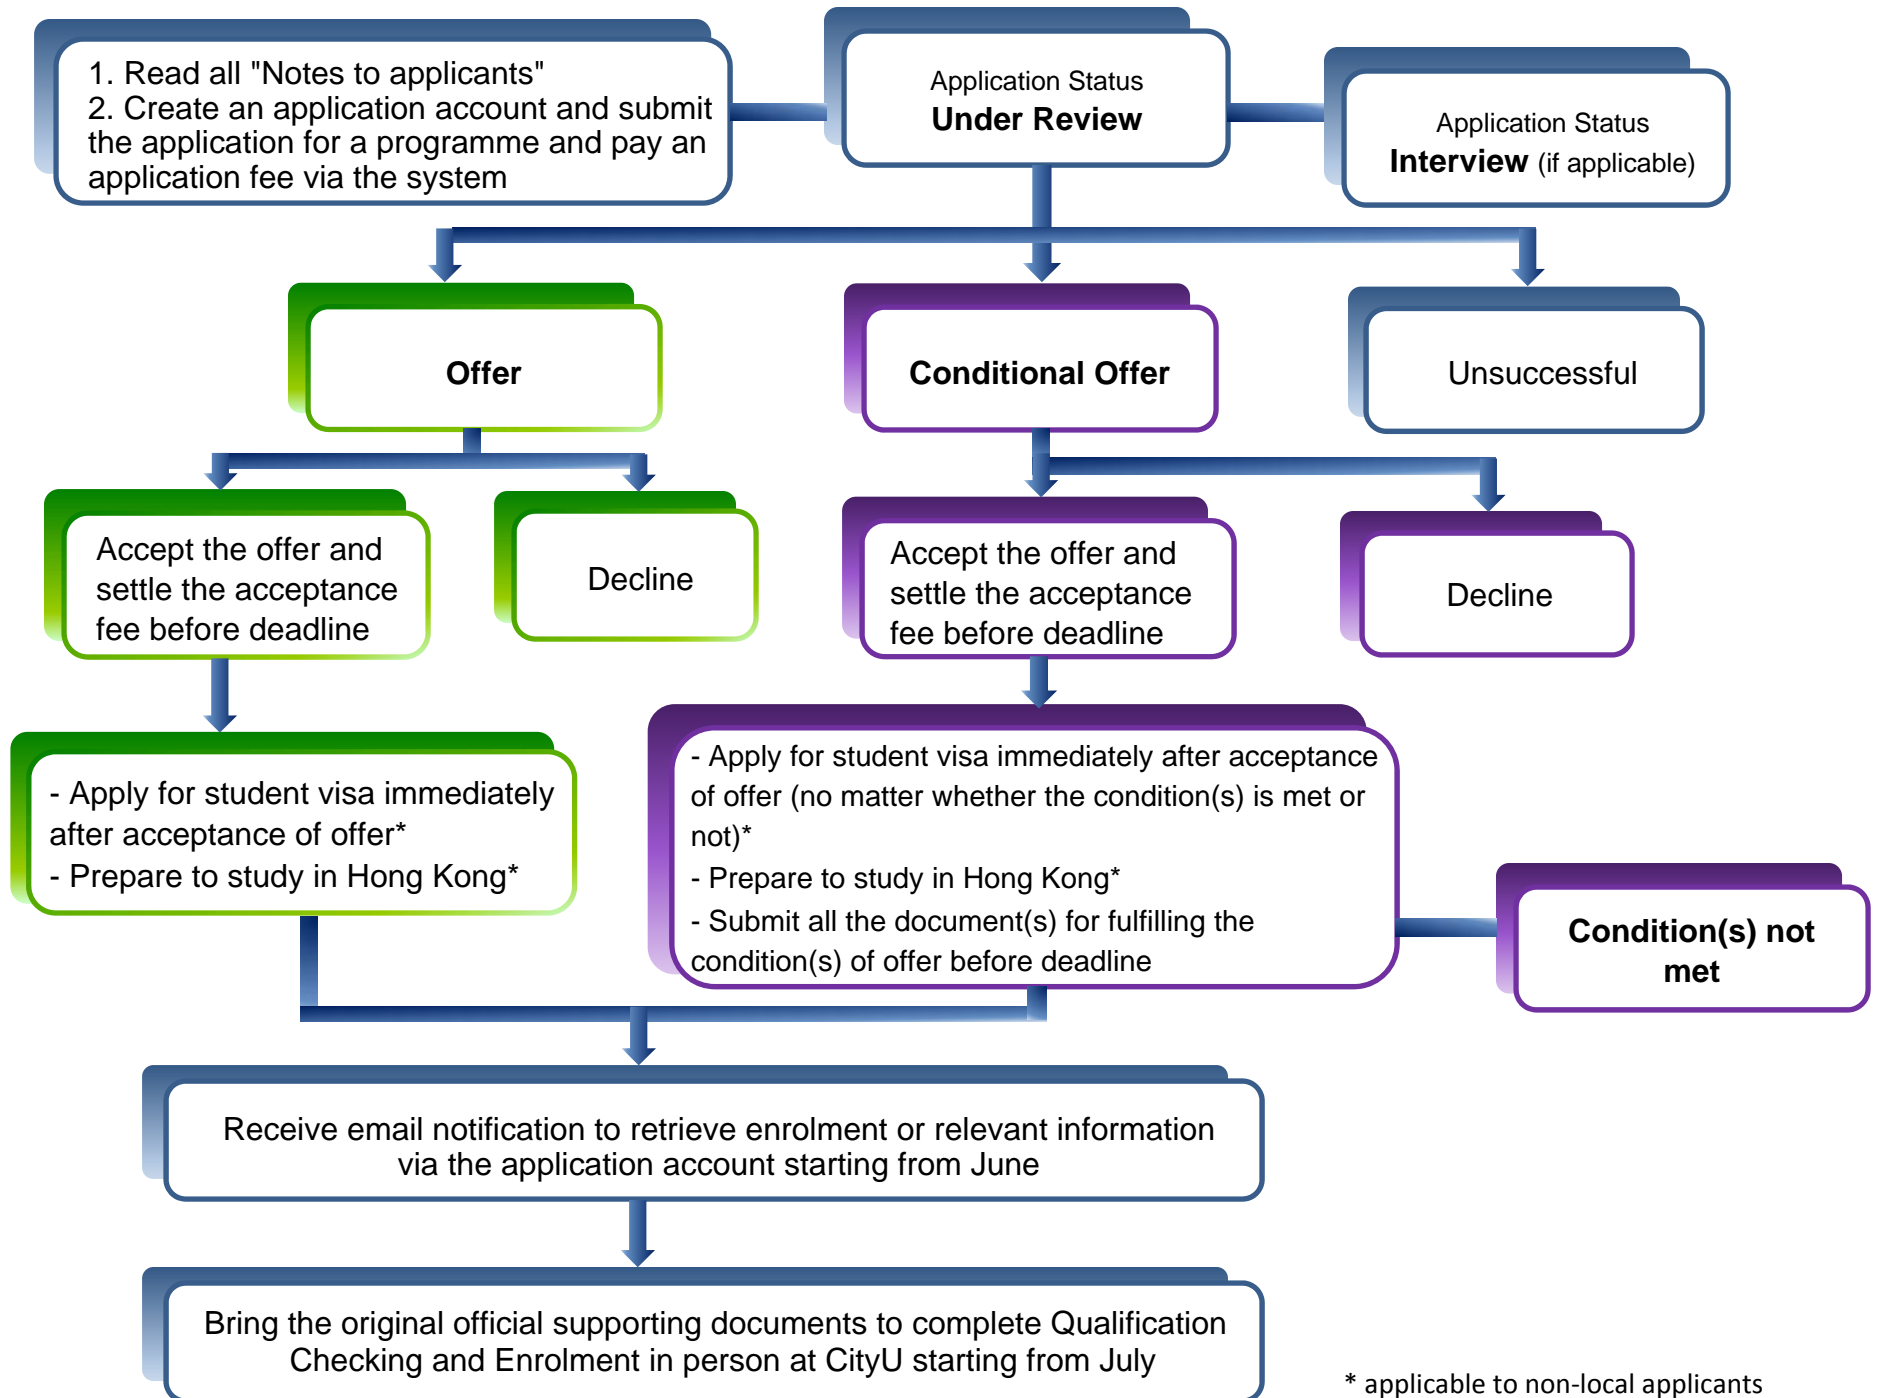 1. Read all "Notes to applicants"
2. Create an application account and submit
the application for a programme and pay an
application fee via the system
Application Status
Under Review
Application Status
Interview (if applicable)
Offer
Conditional Offer
Unsuccessful
Accept the offer and
settle the acceptance
fee before deadline
Decline
Accept the offer and
settle the acceptance
fee before deadline
Decline
- Apply for student visa immediately
after acceptance of offer*
- Prepare to study in Hong Kong*
- Apply for student visa immediately after acceptance
of offer (no matter whether the condition(s) is met or
not)*
- Prepare to study in Hong Kong*
- Submit all the document(s) for fulfilling the
condition(s) of offer before deadline
Condition(s) not
met
Receive email notification to retrieve enrolment or relevant information
via the application account starting from June
Bring the original official supporting documents to complete Qualification
Checking and Enrolment in person at CityU starting from July
* applicable to non-local applicants